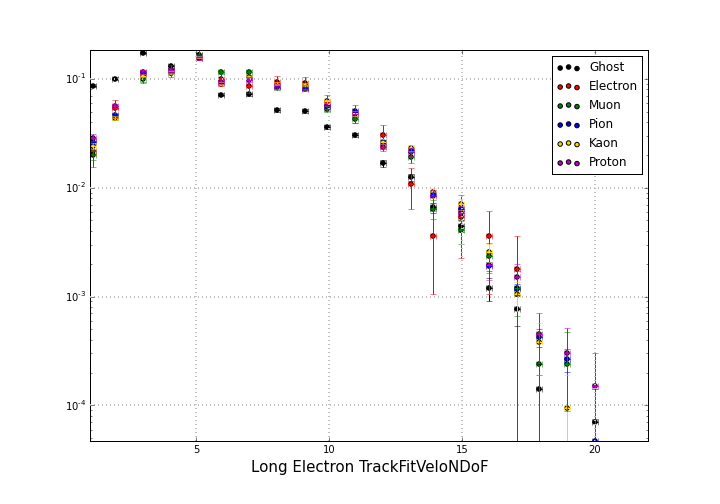 10⁻¹
10⁻²
10⁻³
10⁻⁴
Ghost
Electron
Muon
Pion
Kaon
Proton
5 10 15 20
Long Electron TrackFitVeloNDoF